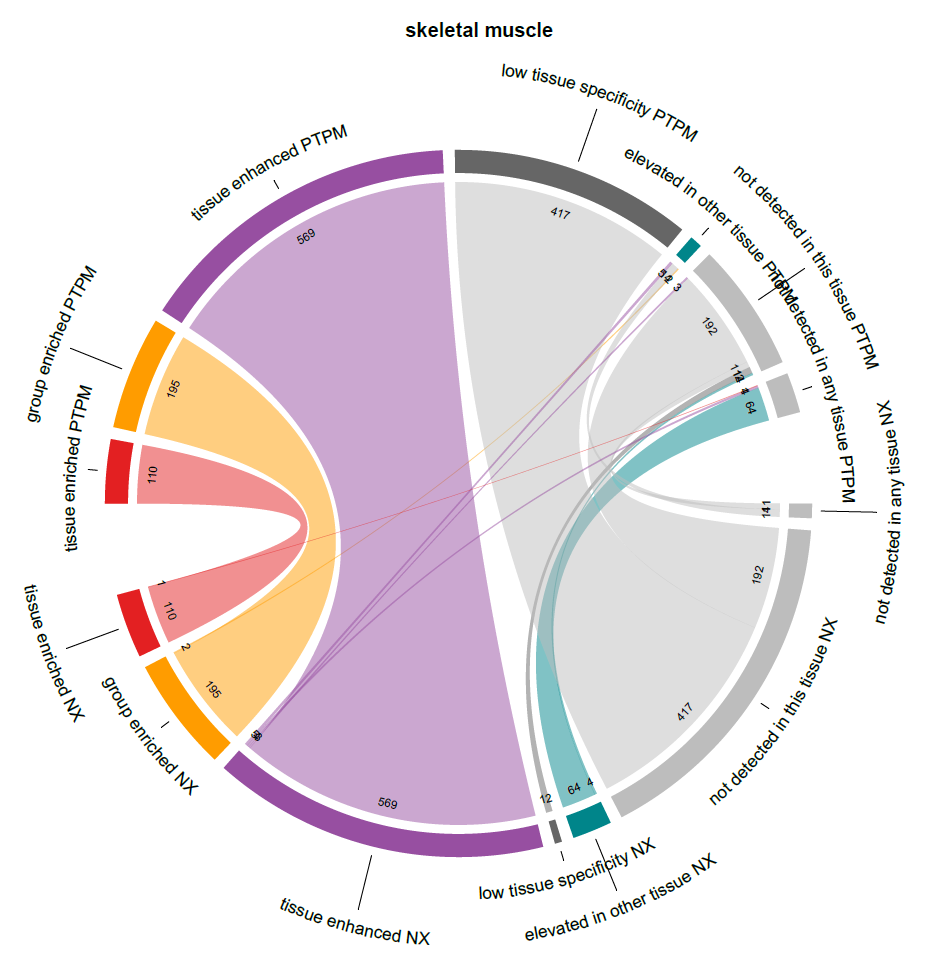 skeletal muscle
low tissue specificity PTPM
tissue enhanced PTPM
elevated in other tissue PTPM
not detected in this tissue PTPM
not detected in any tissue PTPM
group enriched PTPM
tissue enriched PTPM
not detected in any tissue NX
tissue enriched NX
group enriched NX
not detected in this tissue NX
low tissue specificity NX
elevated in other tissue NX
tissue enhanced NX
417
569
3
192
195
64
110
192
1
110
2
195
417
569
12
64
4